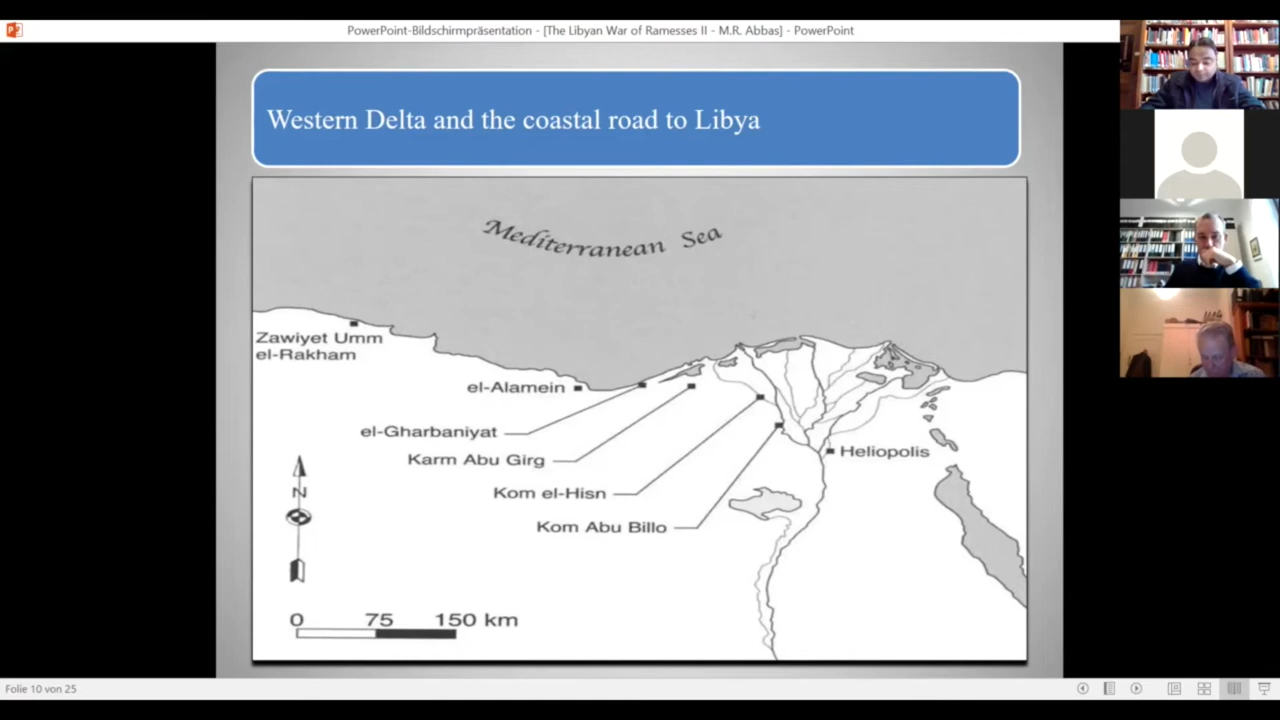 PowerPoint-Bildschirmpräsentation - [The Libyan War of Ramesses II - M.R. Abbas] - PowerPoint
Western Delta and the coastal road to Libya
Mediterranean Sea
Zawiyet Umm
el-Rakham
el-Alamein
el-Gharbaniyat
Karm Abu Girg
Heliopolis
Kom el-Hisn
Kom Abu Billo
N
0 75 150 km
Folie 10 von 25